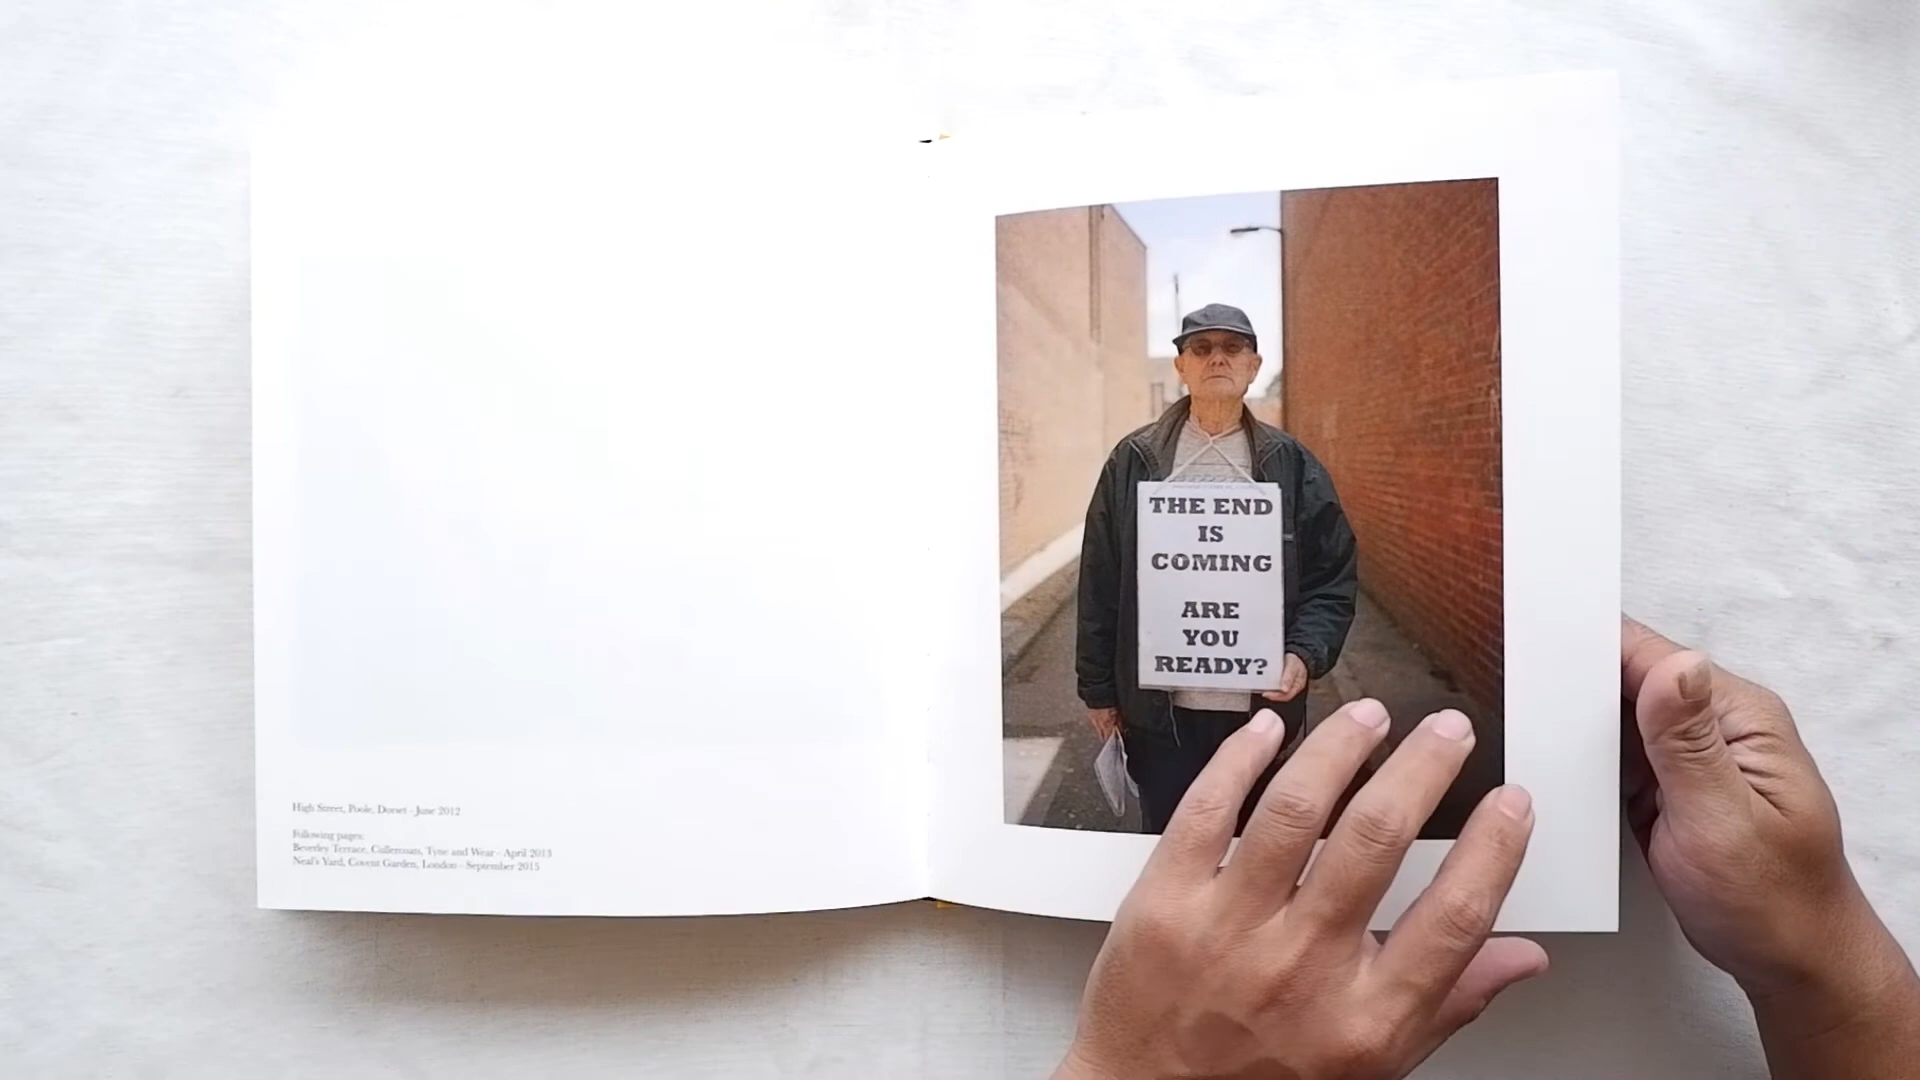 High Street, Poole, Dorset - June 2012
Following pages:
Beverley Terrace, Cullercoats, Tyne and Wear - April 2013
Neal's Yard, Covent Garden, London - September 2015
THE END
IS
COMING
ARE
YOU
READY?